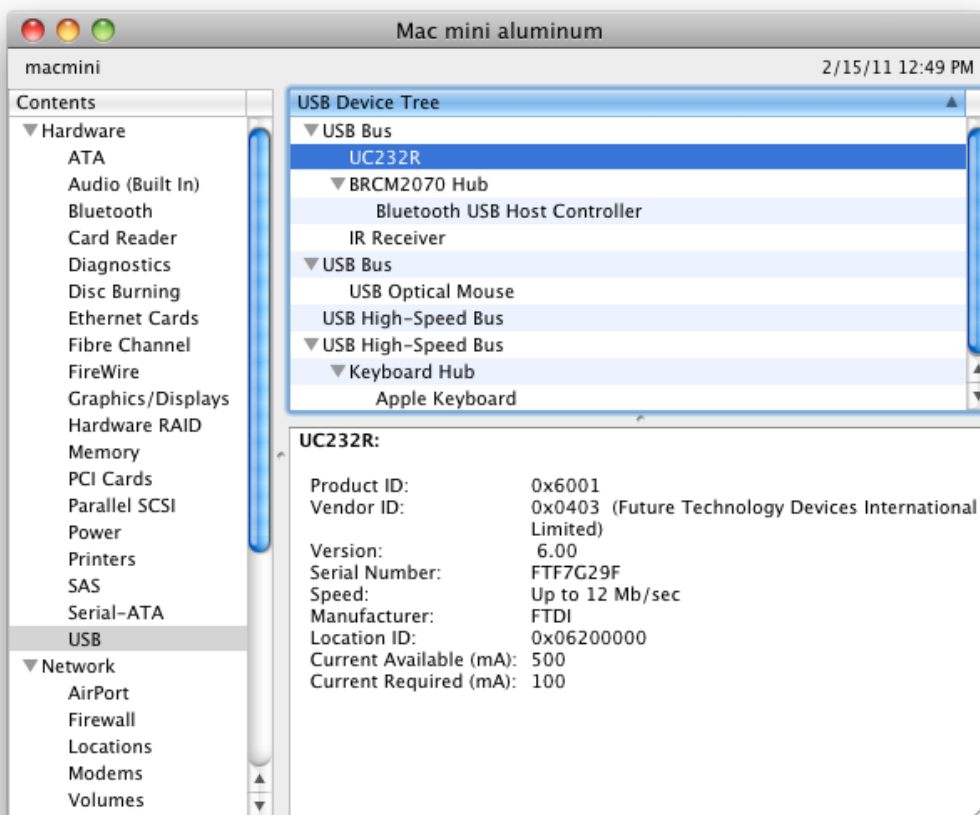 Mac mini aluminum
macmini
2/15/11 12:49 PM
Contents
Hardware
ATA
Audio (Built In)
Bluetooth
Card Reader
Diagnostics
Disc Burning
Ethernet Cards
Fibre Channel
FireWire
Graphics/Displays
Hardware RAID
Memory
PCI Cards
Parallel SCSI
Power
Printers
SAS
Serial-ATA
USB
Network
AirPort
Firewall
Locations
Modems
Volumes
USB Device Tree
USB Bus
UC232R
BRCM2070 Hub
Bluetooth USB Host Controller
IR Receiver
USB Bus
USB Optical Mouse
USB High-Speed Bus
USB High-Speed Bus
Keyboard Hub
Apple Keyboard
UC232R:
Product ID: 0x6001
Vendor ID: 0x0403 (Future Technology Devices International
Limited)
Version: 6.00
Serial Number: FTF7G29F
Speed: Up to 12 Mb/sec
Manufacturer: FTDI
Location ID: 0x06200000
Current Available (mA): 500
Current Required (mA): 100